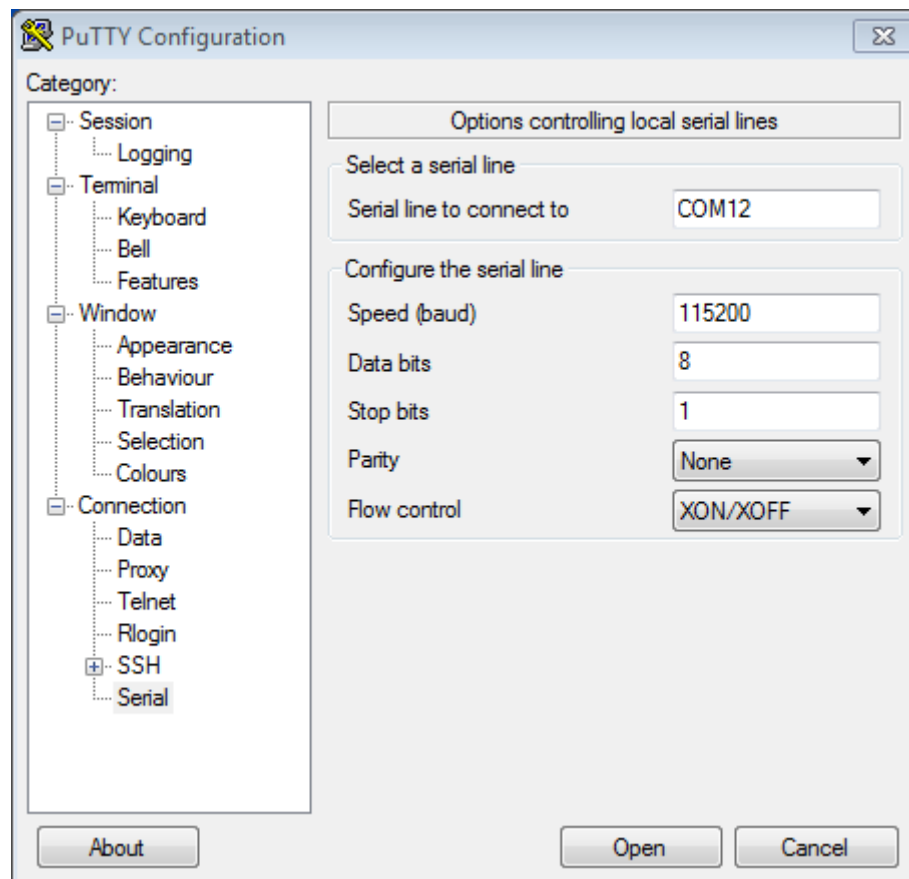 PuTTY Configuration
Category:
Session
Logging
Terminal
Keyboard
Bell
Features
Window
Appearance
Behaviour
Translation
Selection
Colours
Connection
Data
Proxy
Telnet
Rlogin
SSH
Serial
Options controlling local serial lines
Select a serial line
Serial line to connect to COM12
Configure the serial line
Speed (baud) 115200
Data bits 8
Stop bits 1
Parity None
Flow control XON/XOFF
About Open Cancel